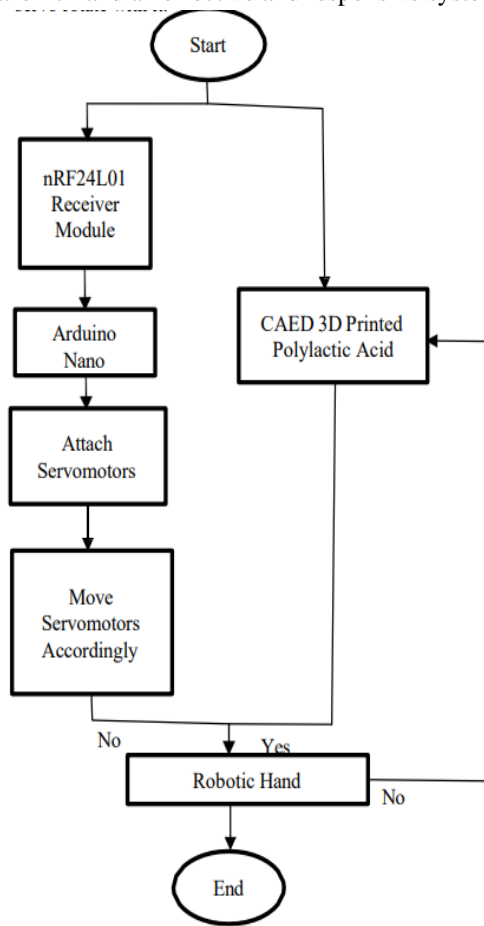 Start
nRF24L01
Receiver
Module
Arduino
Nano
CAED 3D Printed
Polylactic Acid
Attach
Servomotors
Move
Servomotors
Accordingly
No
Yes
Robotic Hand
No
End